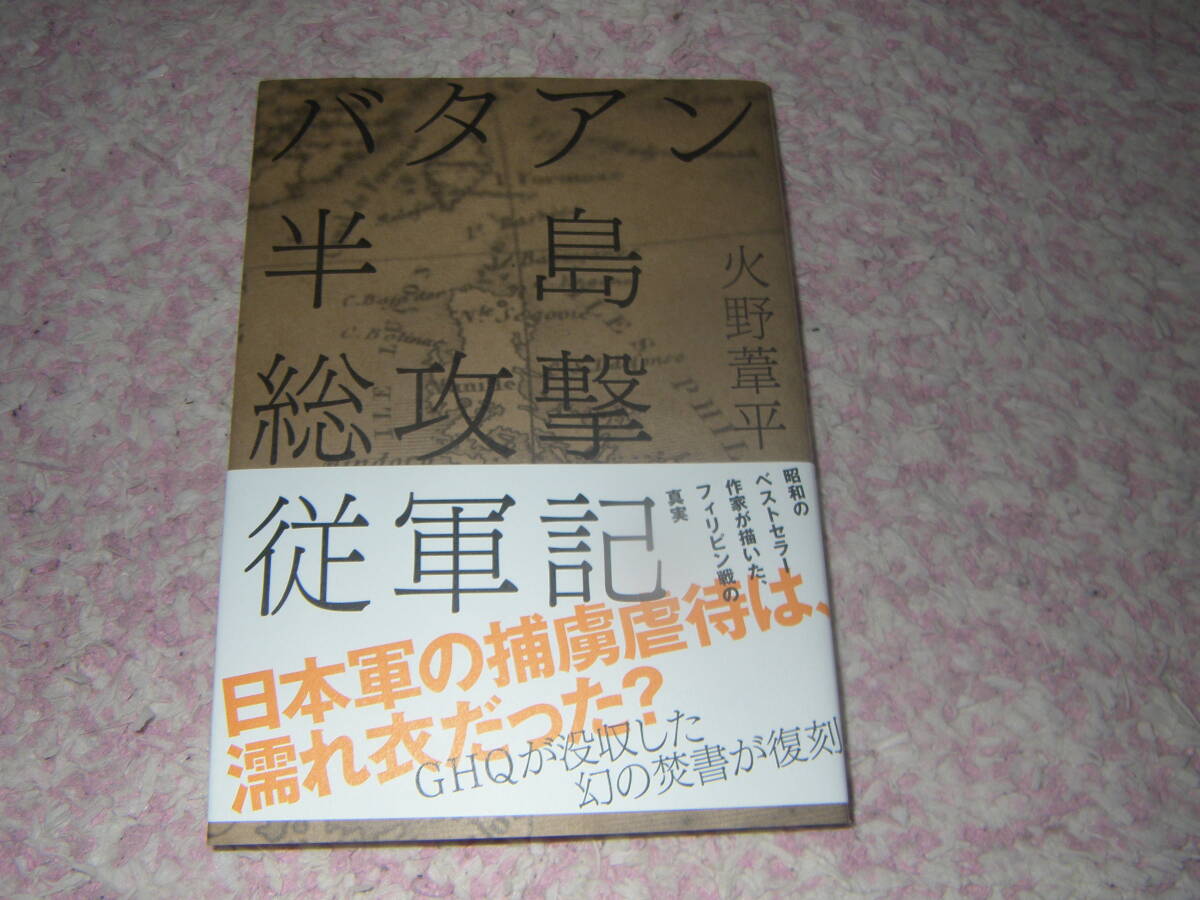 バタアン
半島
総攻撃
従軍記
火野葦平
昭和の
ベストセラー
作家が描いた、
フィリピン戦の
真実
日本軍の捕虜虐待は、
濡れ衣だった?
GHQが没収した
幻の焚書が復刻